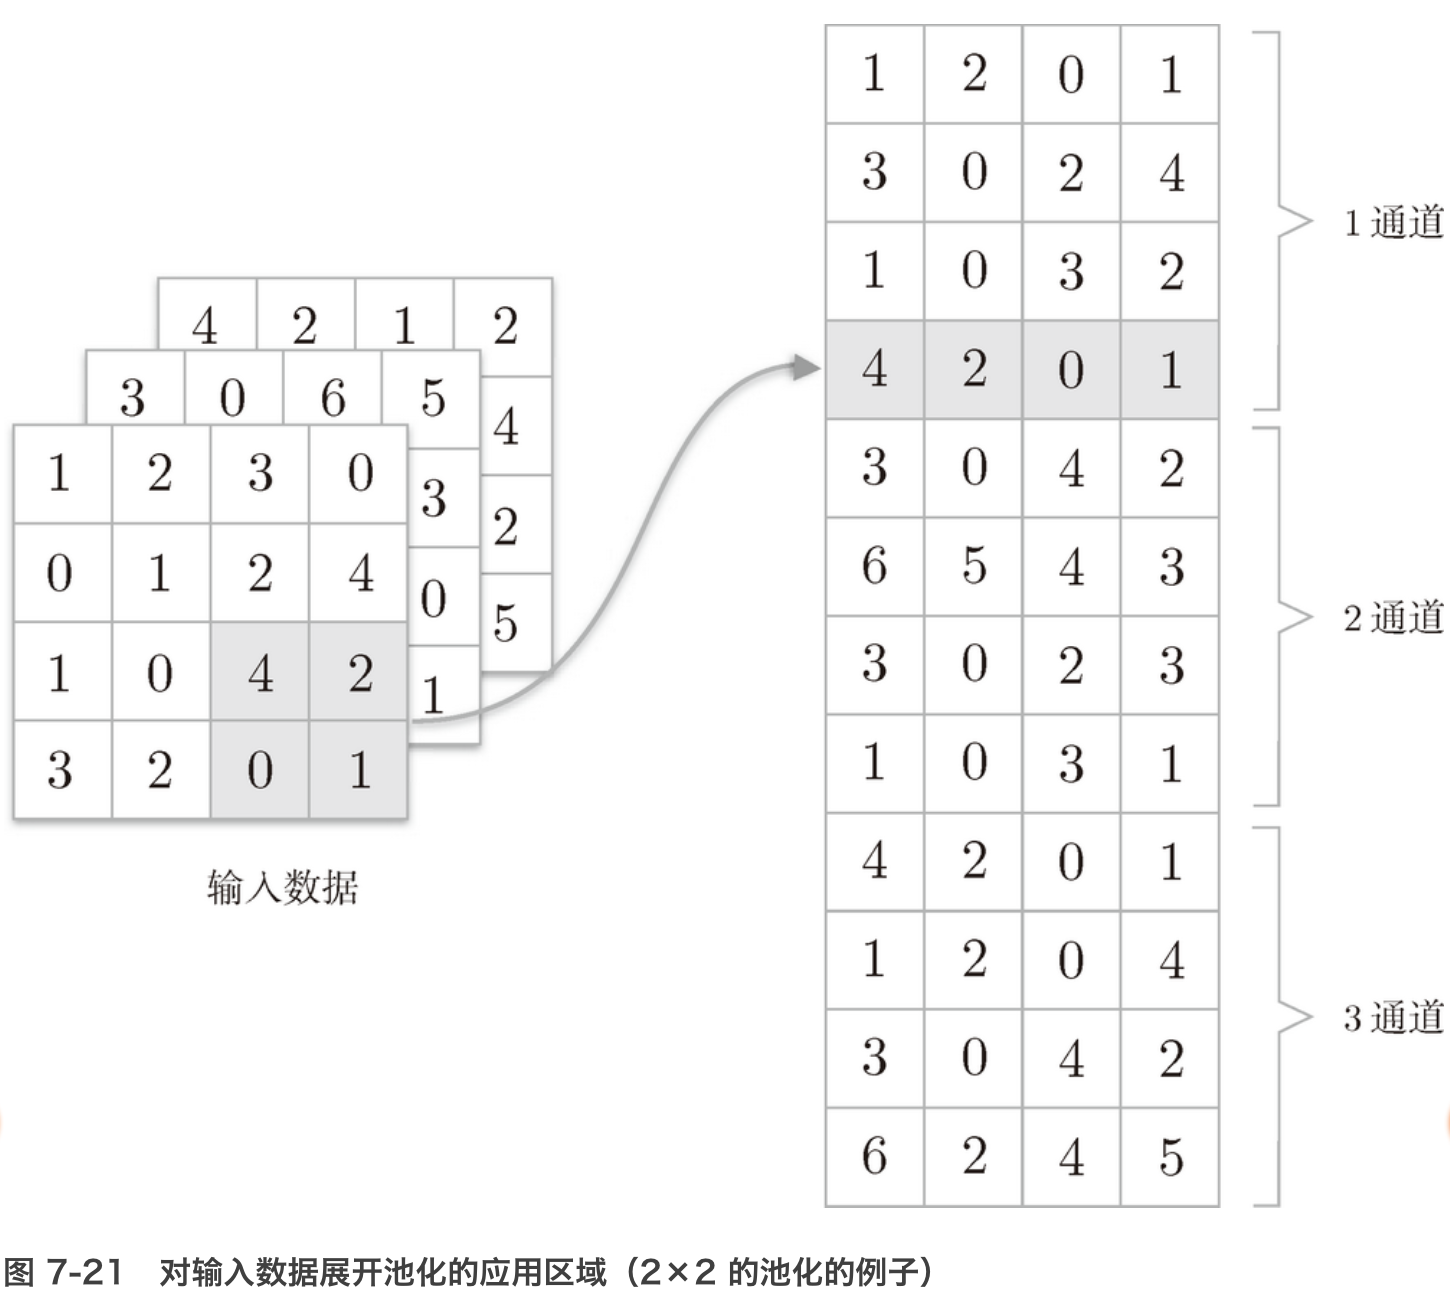 4 2 1 2
3 0 6 5
4
1 2 3 0
3
2
0 1 2 4
0
5
1 0 4 2
1
3 2 0 1
输入数据
1 2 0 1
3 0 2 4
1 0 3 2
4 2 0 1
1 通道
3 0 4 2
6 5 4 3
3 0 2 3
1 0 3 1
2 通道
4 2 0 1
1 2 0 4
3 0 4 2
6 2 4 5
3 通道
图 7-21 对输入数据展开池化的应用区域（2×2 的池化的例子）